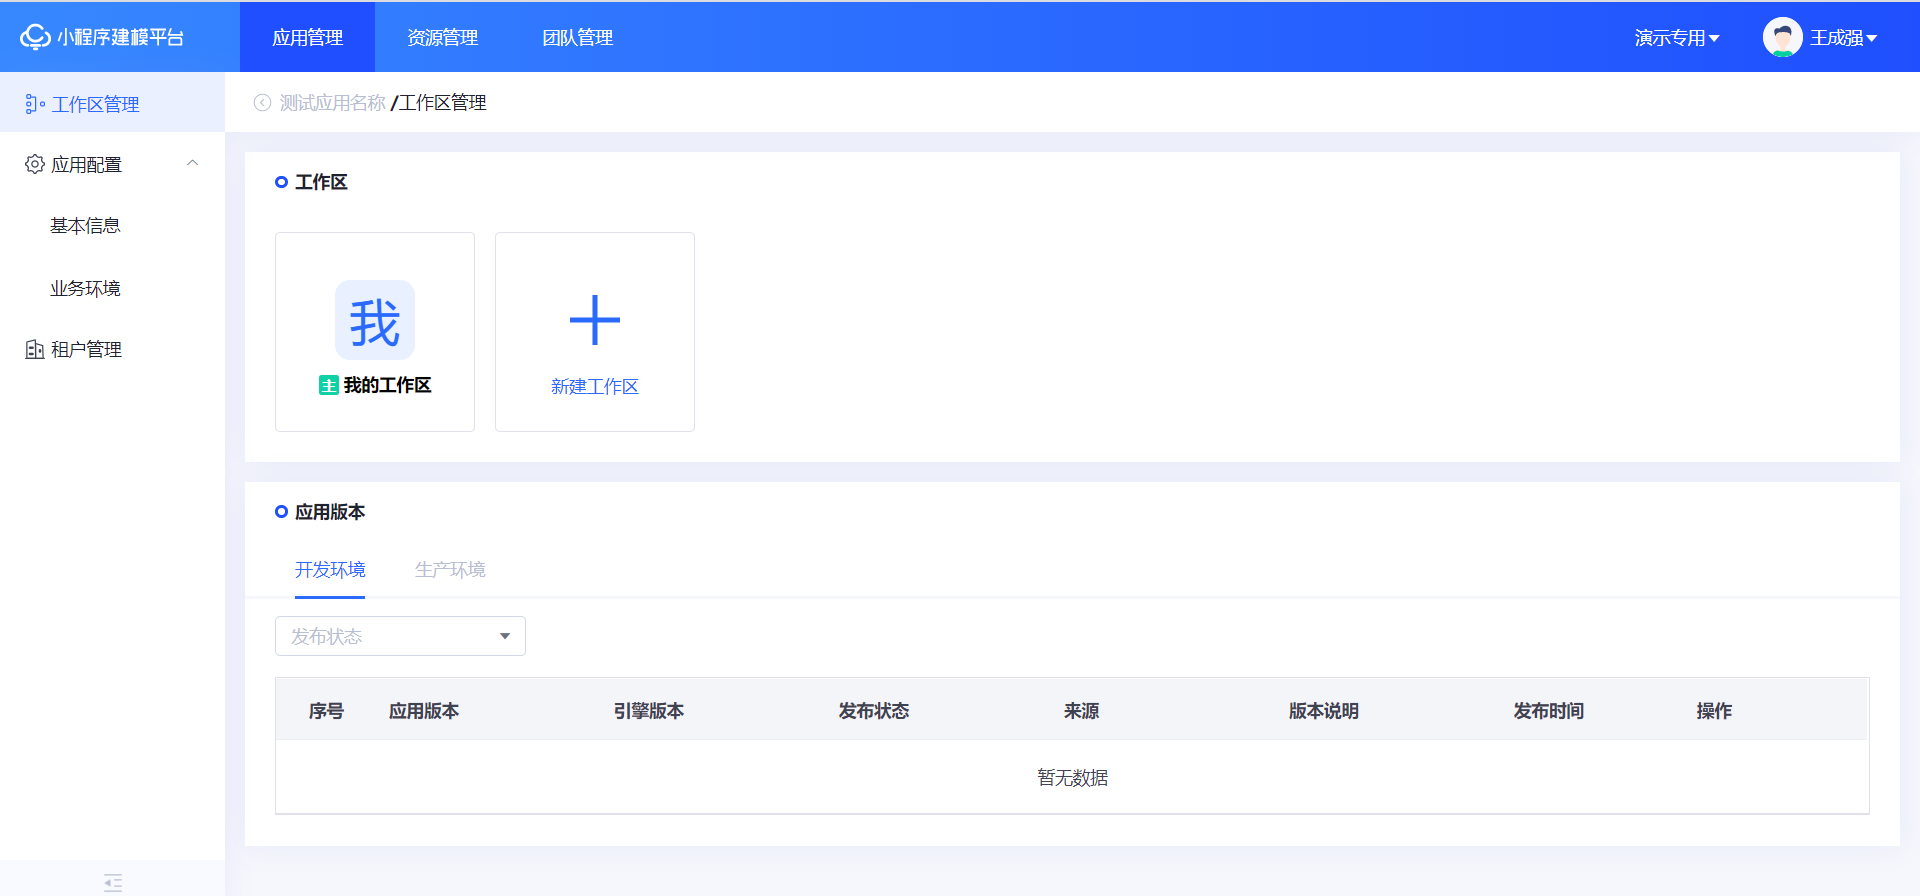 小程序建模平台 应用管理 资源管理 团队管理 演示专用 王成强
工作区管理
应用配置
基本信息
业务环境
租户管理
测试应用名称 /工作区管理
工作区
我
主 我的工作区
新建工作区
应用版本
开发环境 生产环境
发布状态
序号 应用版本 引擎版本 发布状态 来源 版本说明 发布时间 操作
暂无数据